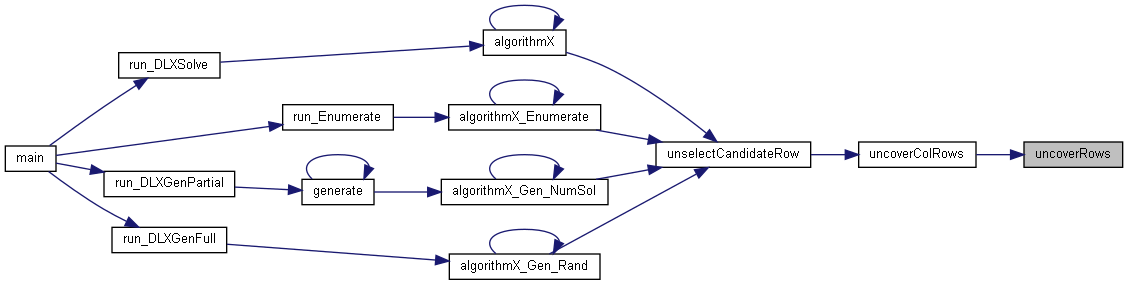 main
run_DLXSolve
run_Enumerate
run_DLXGenPartial
run_DLXGenFull
generate
algorithmX
algorithmX_Enumerate
algorithmX_Gen_NumSol
algorithmX_Gen_Rand
unselectCandidateRow
uncoverColRows
uncoverRows